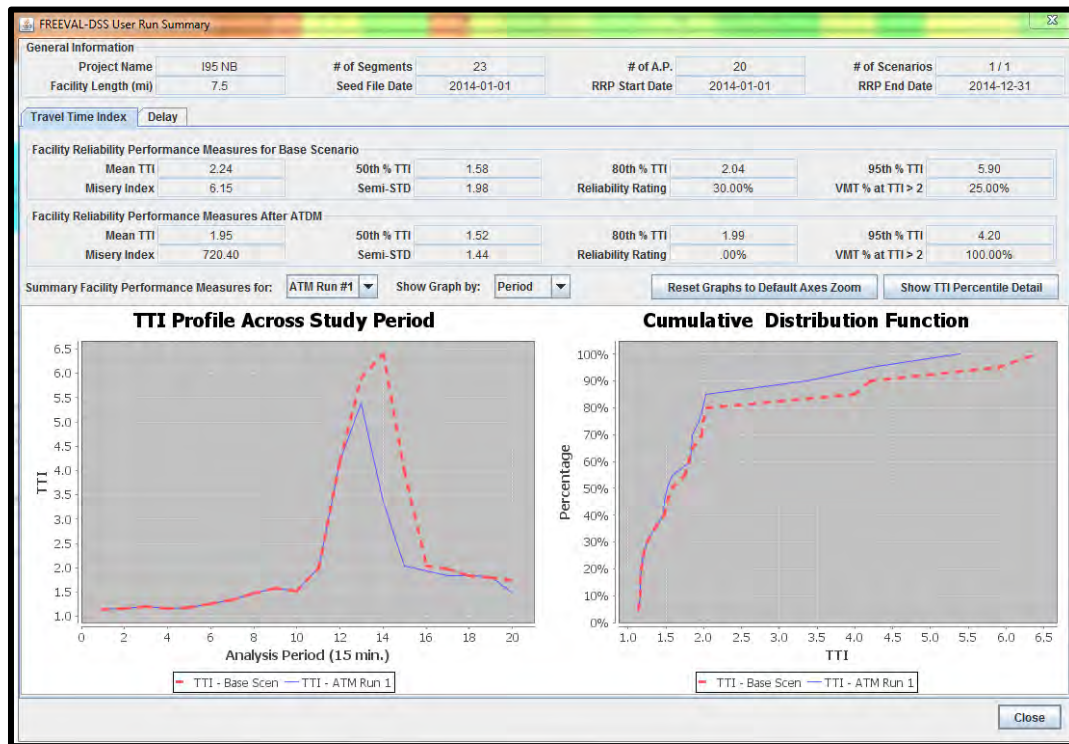 FREEVAL-DSS User Run Summary
General Information
Project Name I95 NB # of Segments 23 # of A.P. 20 # of Scenarios 1 / 1
Facility Length (mi) 7.5 Seed File Date 2014-01-01 RRP Start Date 2014-01-01 RRP End Date 2014-12-31
Travel Time Index Delay
Facility Reliability Performance Measures for Base Scenario
Mean TTI 2.24 50th % TTI 1.58 80th % TTI 2.04 95th % TTI 5.90
Misery Index 6.15 Semi-STD 1.98 Reliability Rating 30.00% VMT % at TTI > 2 25.00%
Facility Reliability Performance Measures After ATDM
Mean TTI 1.95 50th % TTI 1.52 80th % TTI 1.99 95th % TTI 4.20
Misery Index 720.40 Semi-STD 1.44 Reliability Rating .00% VMT % at TTI > 2 100.00%
Summary Facility Performance Measures for: ATM Run #1 Show Graph by: Period Reset Graphs to Default Axes Zoom Show TTI Percentile Detail
TTI Profile Across Study Period
6.5
6.0
5.5
5.0
4.5
4.0
3.5
3.0
2.5
2.0
1.5
1.0
TTI
0 2 4 6 8 10 12 14 16 18 20
Analysis Period (15 min.)
TTI - Base Scen TTI - ATM Run 1
Cumulative Distribution Function
100%
90%
80%
70%
60%
50%
40%
30%
20%
10%
0%
Percentage
1.0 1.5 2.0 2.5 3.0 3.5 4.0 4.5 5.0 5.5 6.0 6.5
TTI
TTI - Base Scen TTI - ATM Run 1
Close